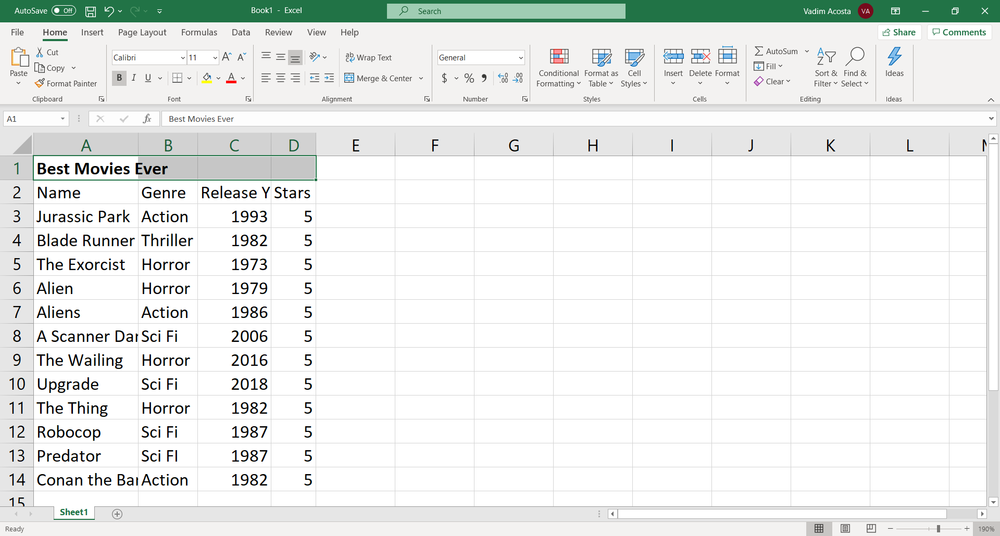 AutoSave Off Book1 - Excel Search Vadim Acosta VA
File Home Insert Page Layout Formulas Data Review View Help Share Comments
Paste Cut Copy Format Painter Clipboard
Calibri 11 B I U A Font
Wrap Text Merge & Center Alignment
General $ % Number
Conditional Formatting Format as Table Cell Styles Styles
Insert Delete Format Cells
AutoSum Fill Clear Sort & Filter Find & Select Editing
Ideas Ideas
A1 fx Best Movies Ever
A B C D E F G H I J K L
1 Best Movies Ever
2 Name Genre Release Y Stars
3 Jurassic Park Action 1993 5
4 Blade Runner Thriller 1982 5
5 The Exorcist Horror 1973 5
6 Alien Horror 1979 5
7 Aliens Action 1986 5
8 A Scanner Dar Sci Fi 2006 5
9 The Wailing Horror 2016 5
10 Upgrade Sci Fi 2018 5
11 The Thing Horror 1982 5
12 Robocop Sci Fi 1987 5
13 Predator Sci FI 1987 5
14 Conan the Bar Action 1982 5
15
Sheet1
Ready 190%